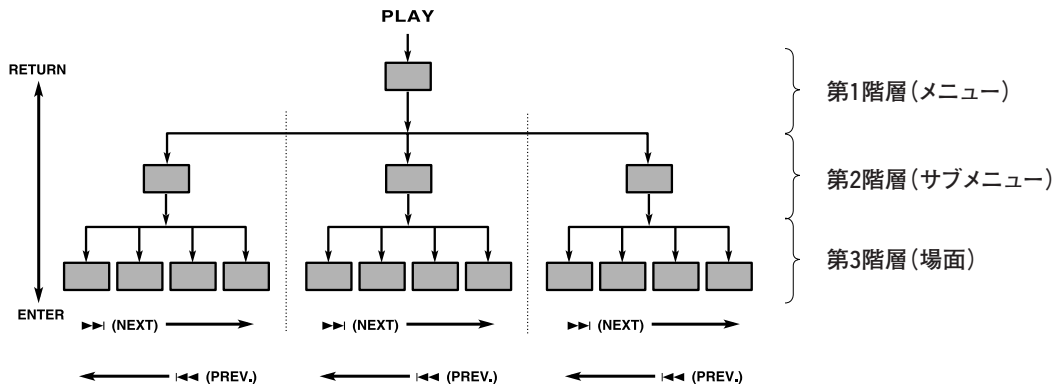 PLAY
RETURN
第1階層(メニュー)
第2階層(サブメニュー)
第3階層(場面)
ENTER
▶▶| (NEXT)
▶▶| (NEXT)
▶▶| (NEXT)
|◀◀ (PREV.)
|◀◀ (PREV.)
|◀◀ (PREV.)